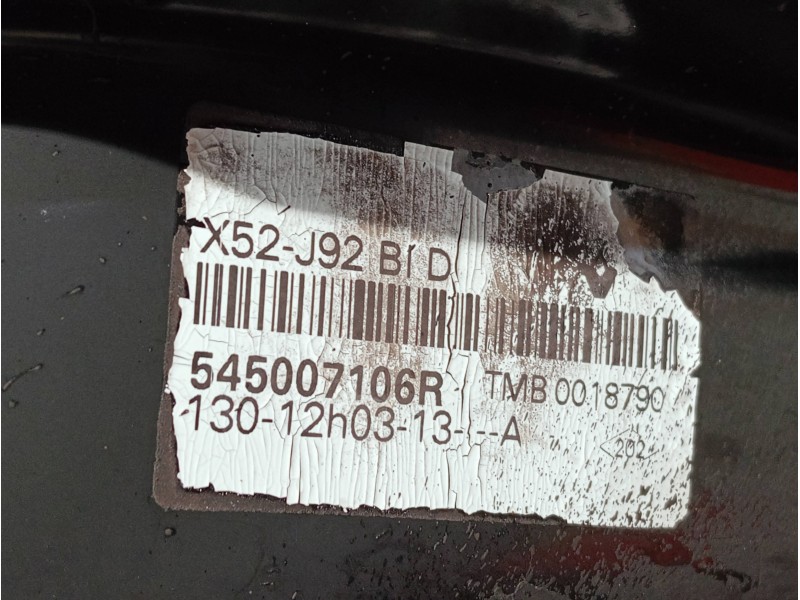 X52-J92 BI D
545007106R TMB 0018790
130-12h03-13----A
202